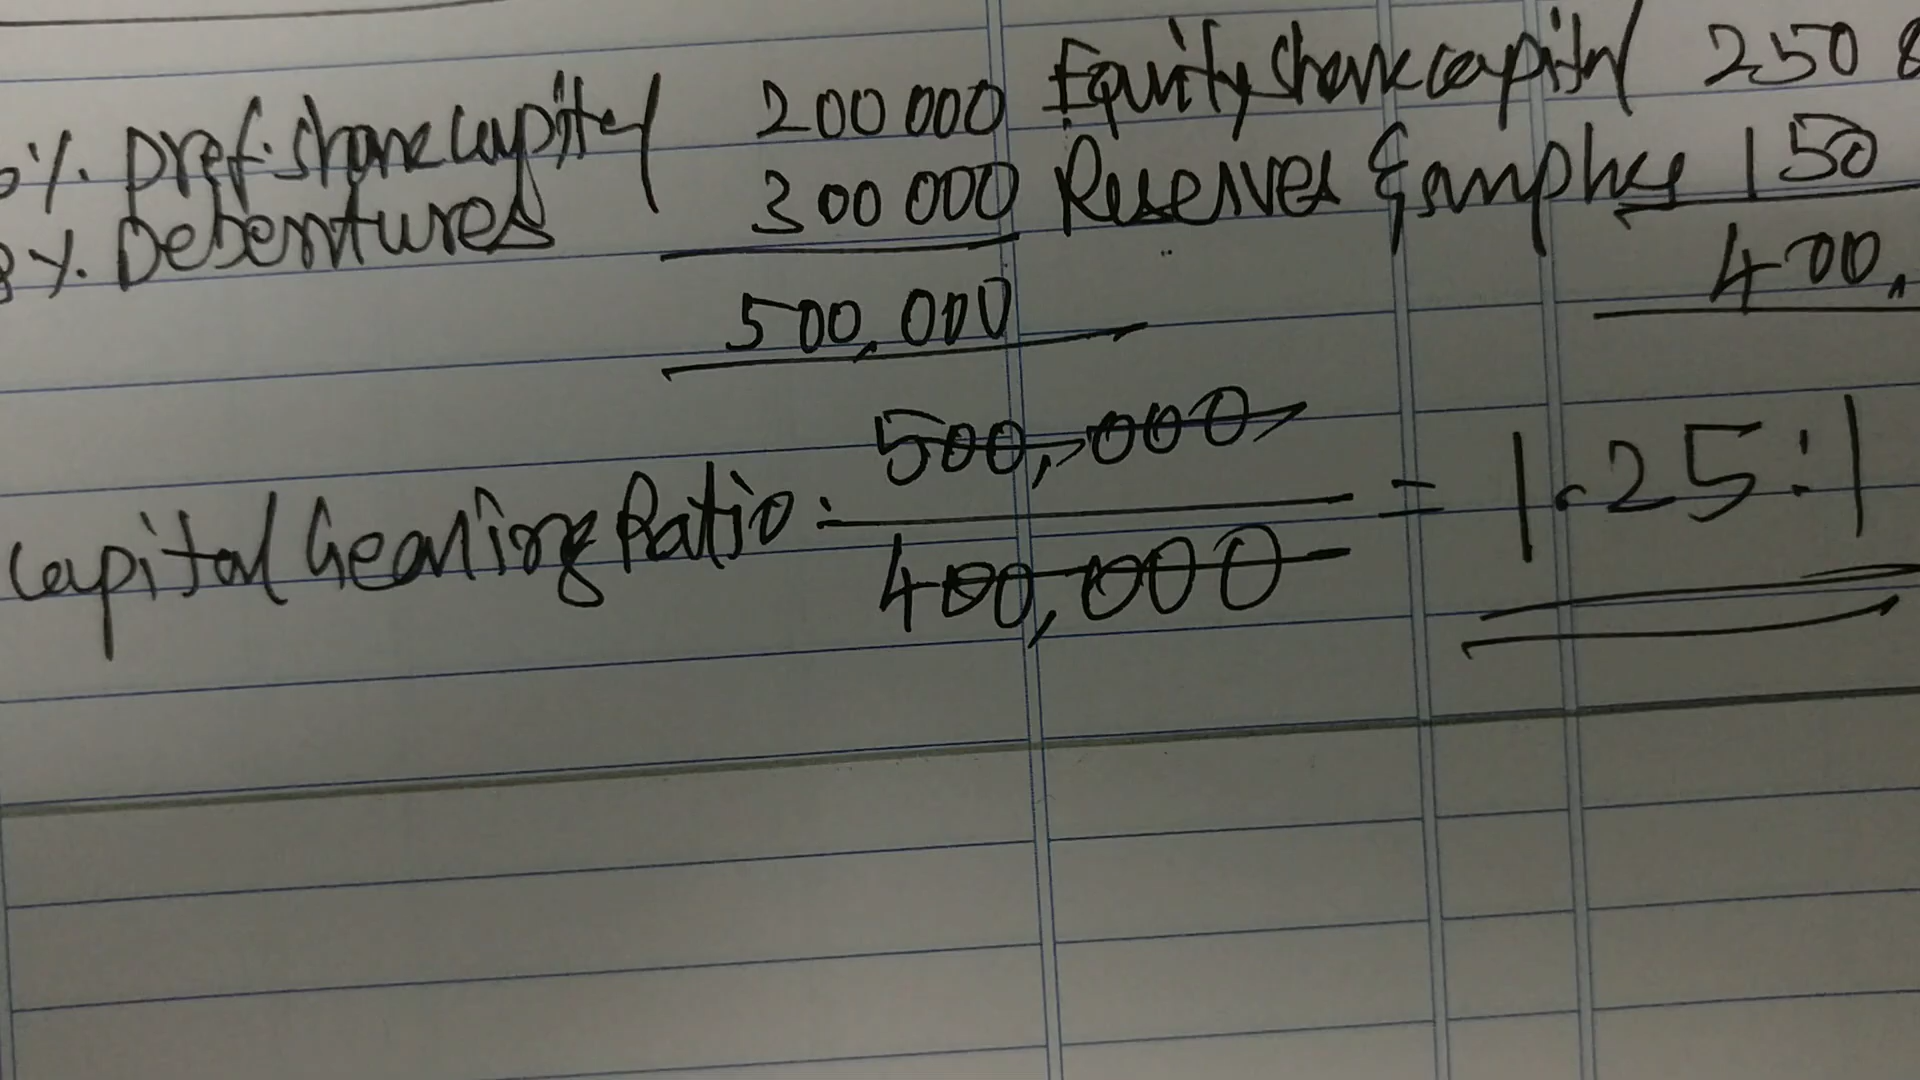 % Pref. Share Capital 200 000 Equity Share capital 250
8 % Debentures 300 000 Reserves & surplus 150
500,000 400,
Capital Gearing Ratio = 500,000 / 400,000 = 1.25:1